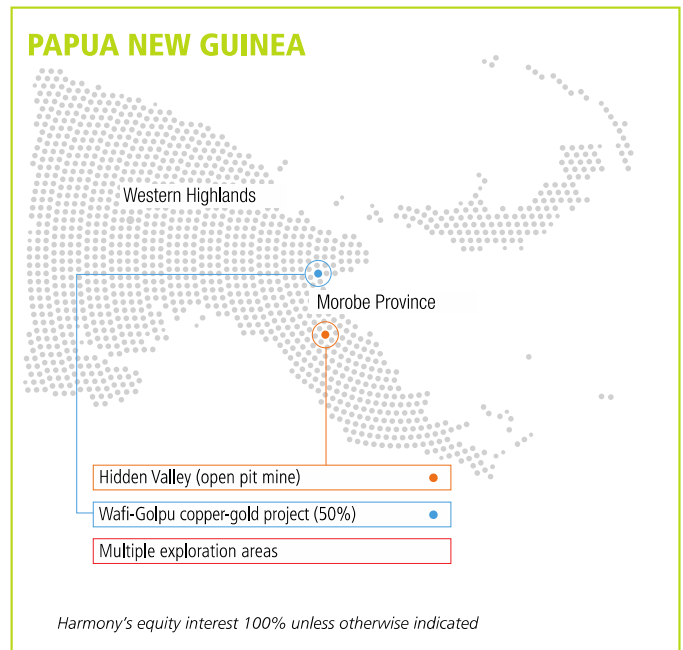 PAPUA NEW GUINEA
Western Highlands
Morobe Province
Hidden Valley (open pit mine)
Wafi-Golpu copper-gold project (50%)
Multiple exploration areas
Harmony's equity interest 100% unless otherwise indicated